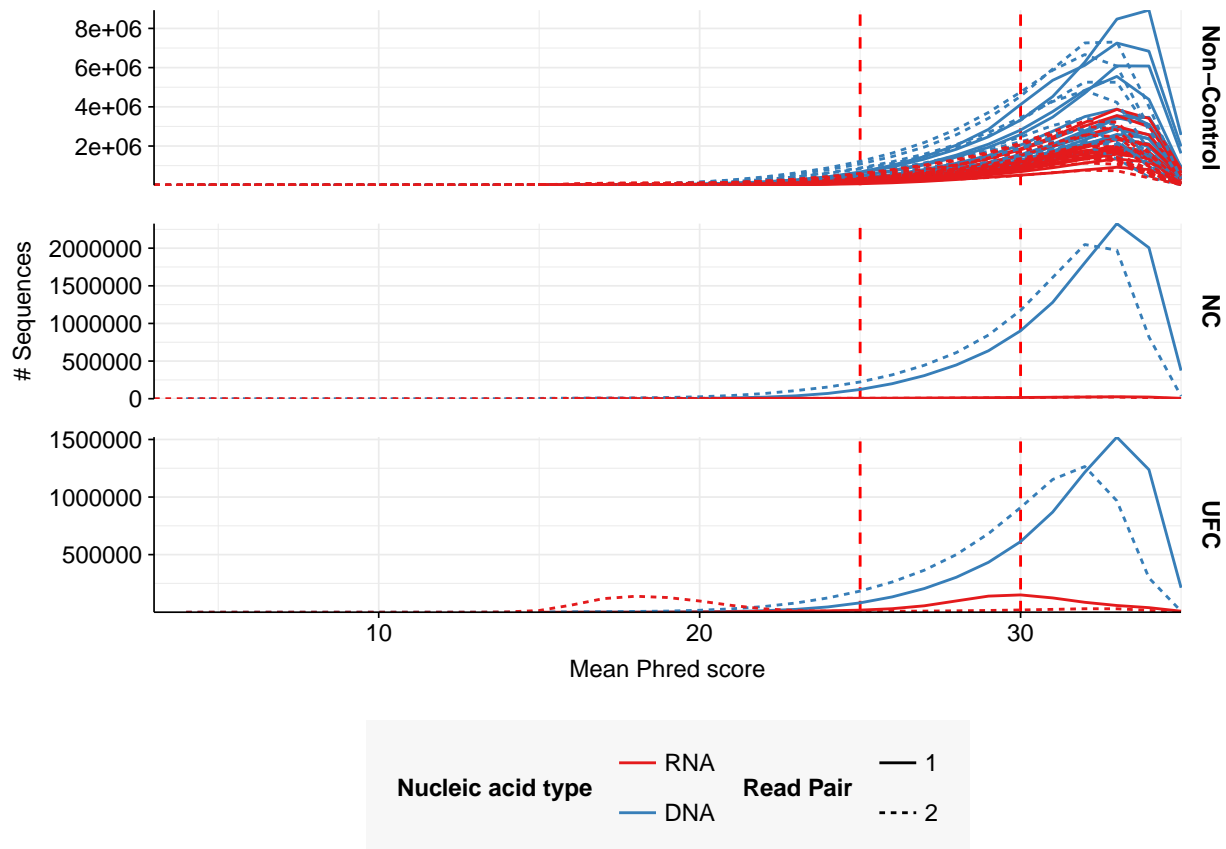 8e+06
6e+06
4e+06
2e+06
Non−Control
2000000
1500000
1000000
500000
0
NC
# Sequences
1500000
1000000
500000
UFC
10 20 30
Mean Phred score
Nucleic acid type
RNA
DNA
Read Pair
1
2